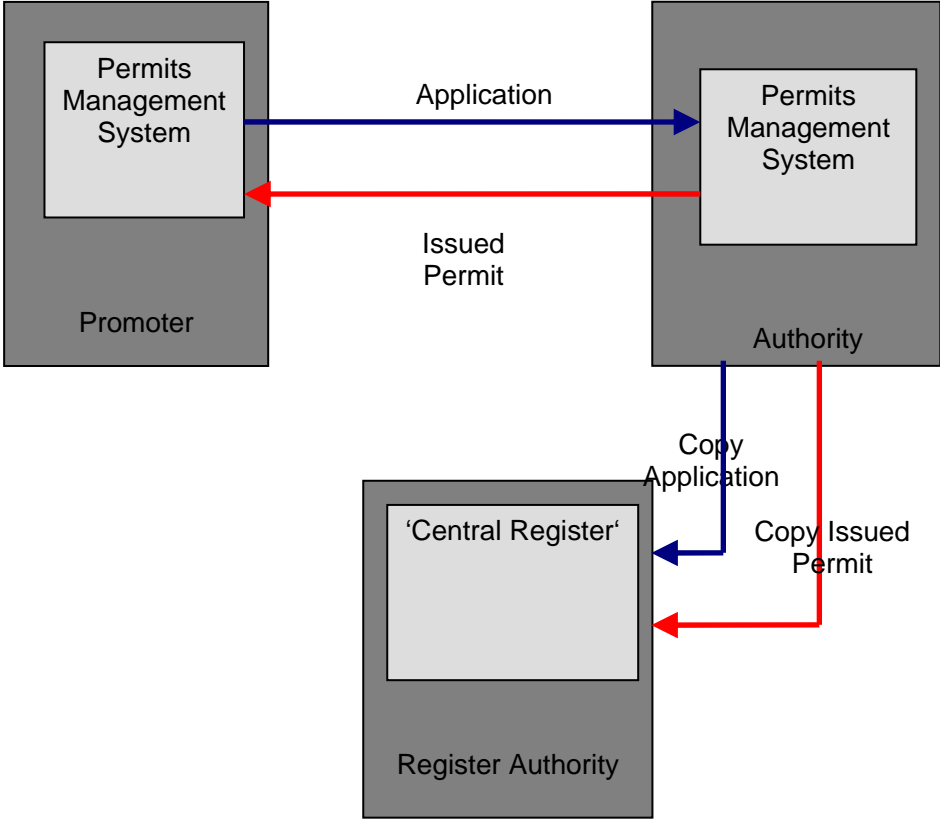 Permits
Management
System
Application
Permits
Management
System
Issued
Permit
Promoter
Authority
Copy
Application
‘Central Register‘
Copy Issued
Permit
Register Authority